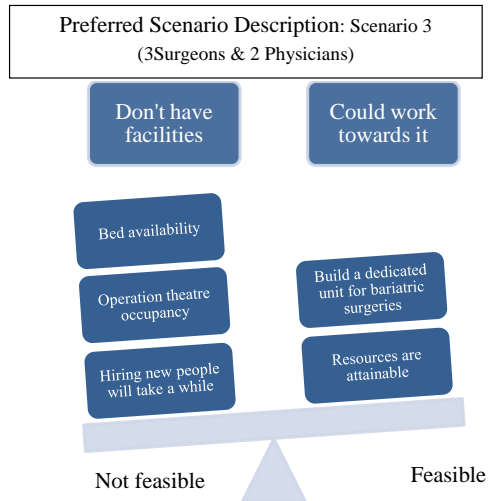 Preferred Scenario Description: Scenario 3
(3Surgeons & 2 Physicians)
Don't have
facilities
Could work
towards it
Bed availability
Operation theatre
occupancy
Hiring new people
will take a while
Build a dedicated
unit for bariatric
surgeries
Resources are
attainable
Not feasible
Feasible